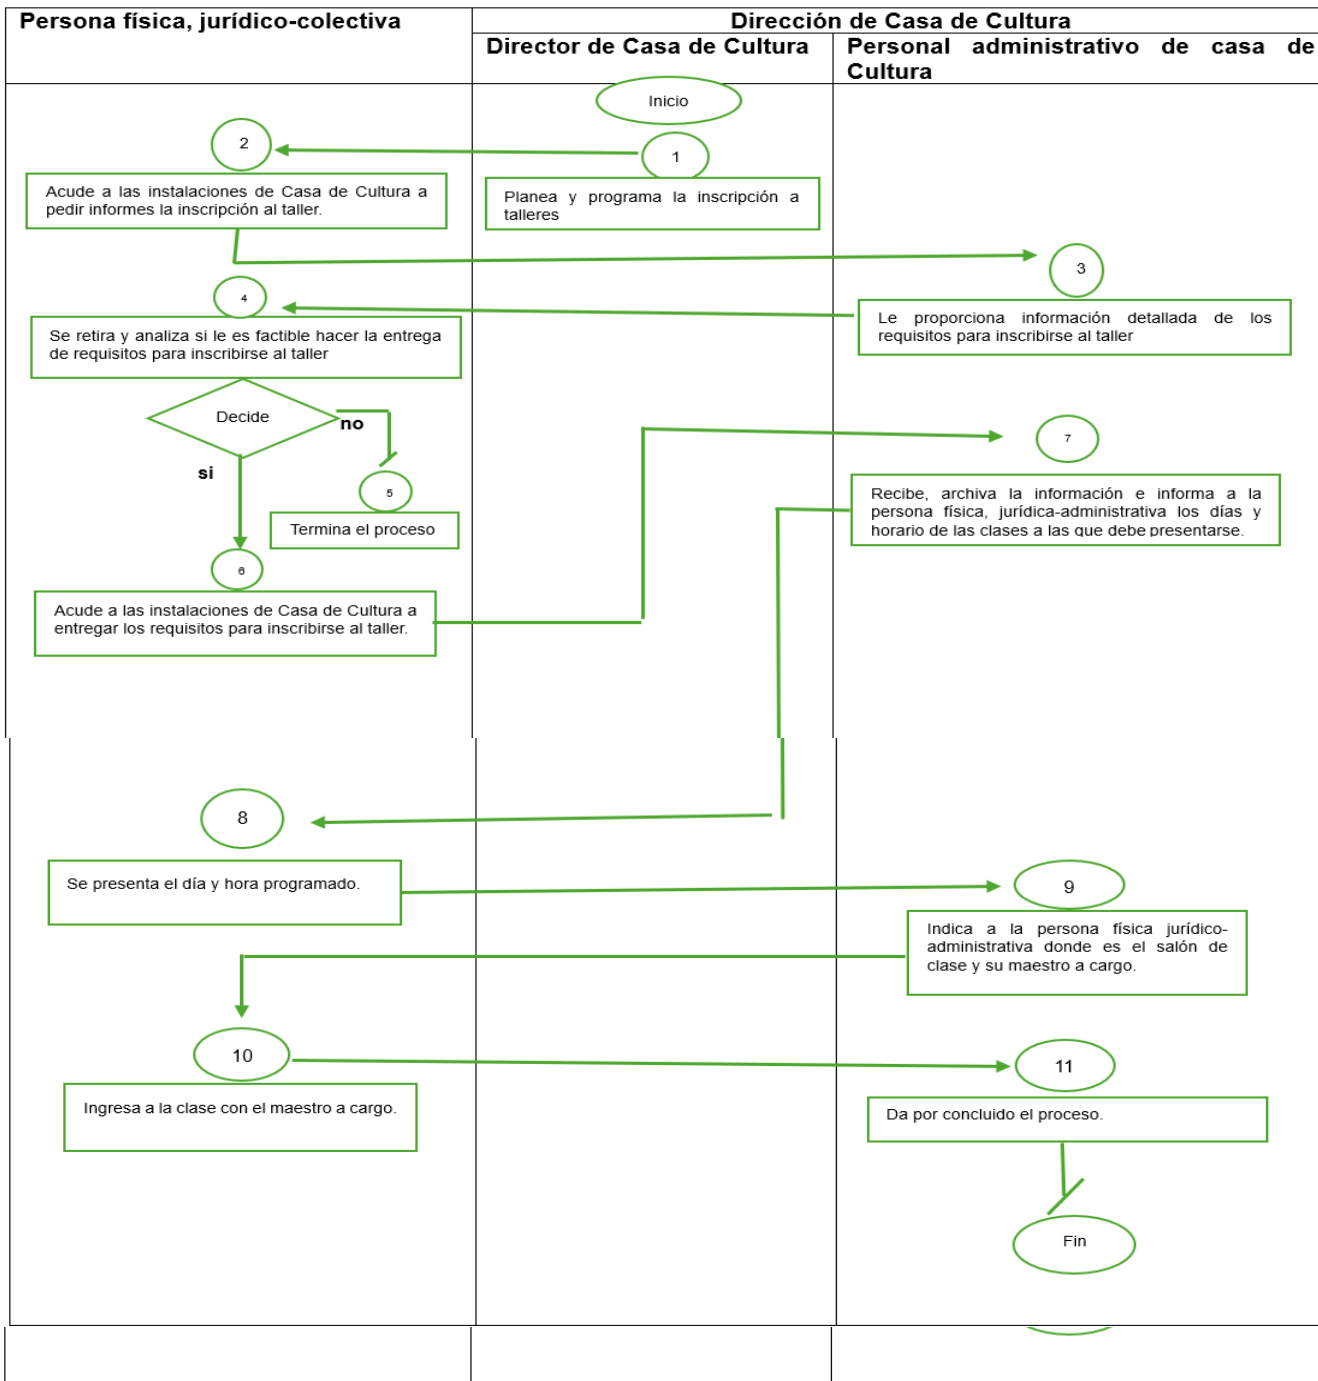 Persona física, jurídico-colectiva
Dirección de Casa de Cultura
Director de Casa de Cultura
Personal administrativo de casa de
Cultura
Inicio
1
Planea y programa la inscripción a
talleres
2
Acude a las instalaciones de Casa de Cultura a
pedir informes la inscripción al taller.
3
Le proporciona información detallada de los
requisitos para inscribirse al taller
4
Se retira y analiza si le es factible hacer la entrega
de requisitos para inscribirse al taller
Decide
no
si
5
Termina el proceso
6
Acude a las instalaciones de Casa de Cultura a
entregar los requisitos para inscribirse al taller.
7
Recibe, archiva la información e informa a la
persona física, jurídica-administrativa los días y
horario de las clases a las que debe presentarse.
8
Se presenta el día y hora programado.
9
Indica a la persona física jurídico-
administrativa donde es el salón de
clase y su maestro a cargo.
10
Ingresa a la clase con el maestro a cargo.
11
Da por concluido el proceso.
Fin